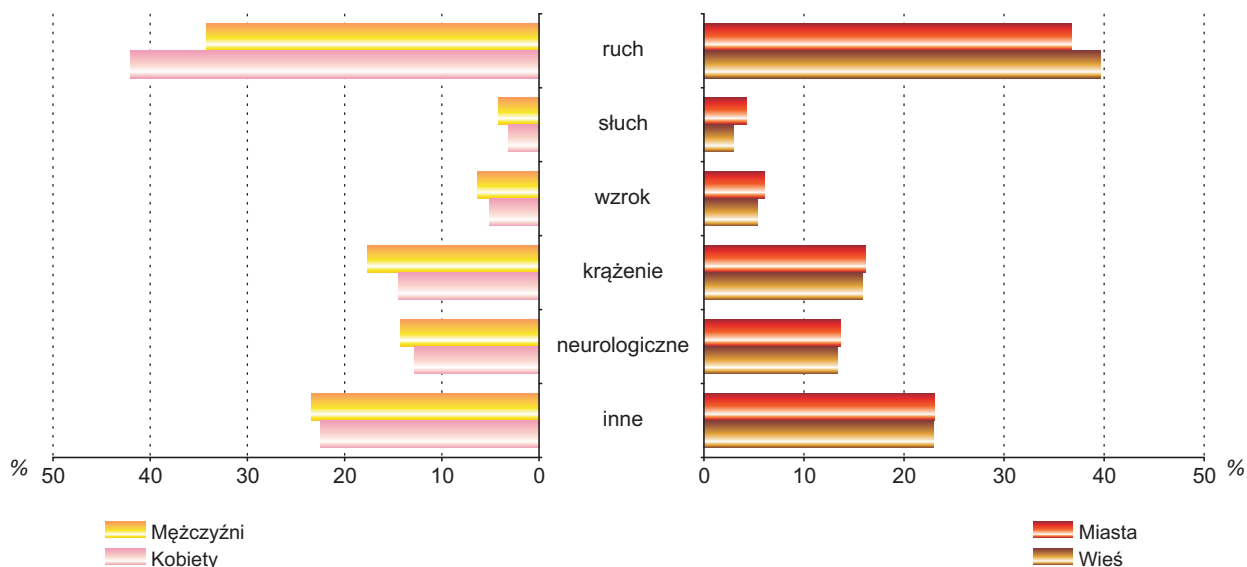 ruch
słuch
wzrok
krążenie
neurologiczne
inne
% 50 40 30 20 10 0
0 10 20 30 40 50 %
Mężczyźni
Kobiety
Miasta
Wieś